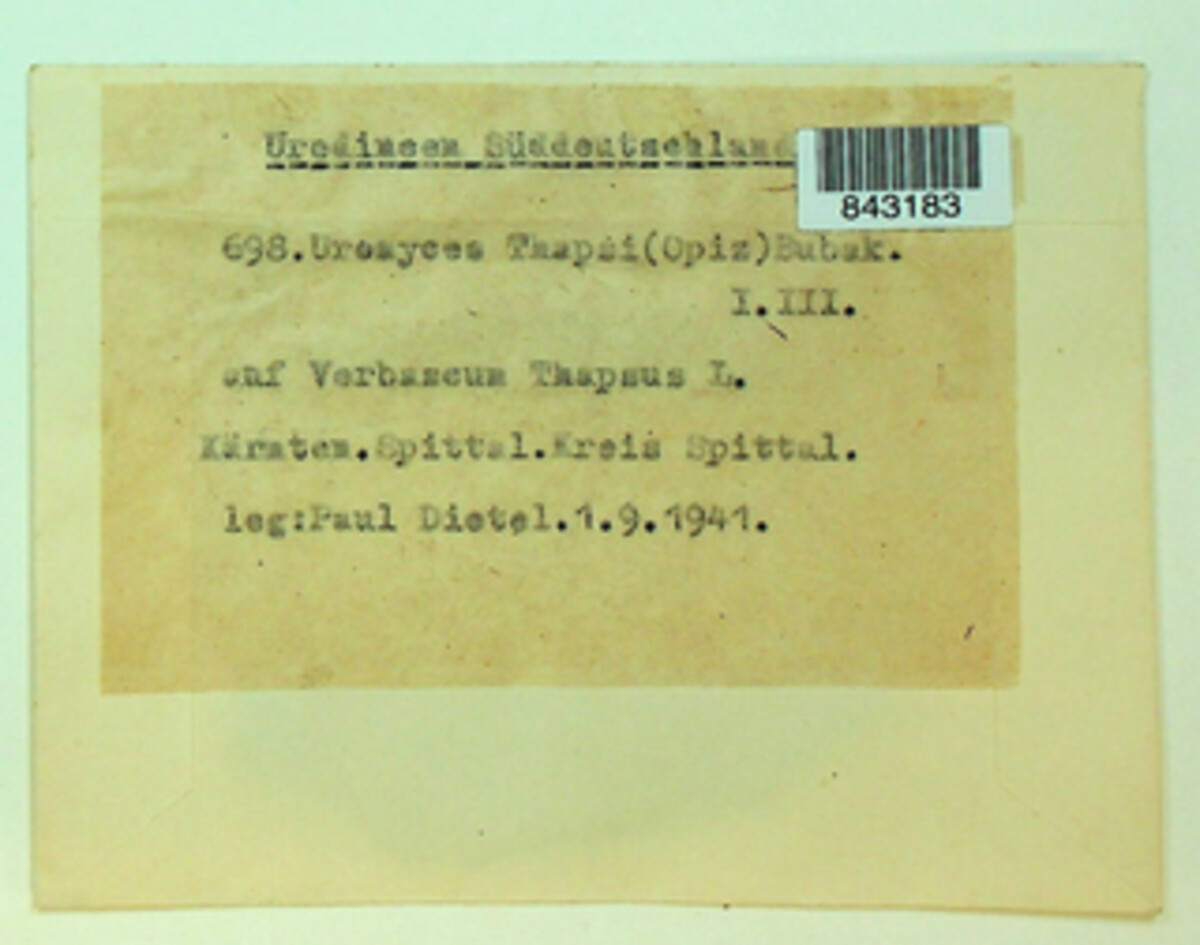 Uredineen Süddeutschland
843183
698.Uromyces Thapsi(Opiz)Bubak.
I.III.
auf Verbascum Thapsus L.
Kärnten.Spittal.Kreis Spittal.
leg:Paul Dietel.1.9.1941.